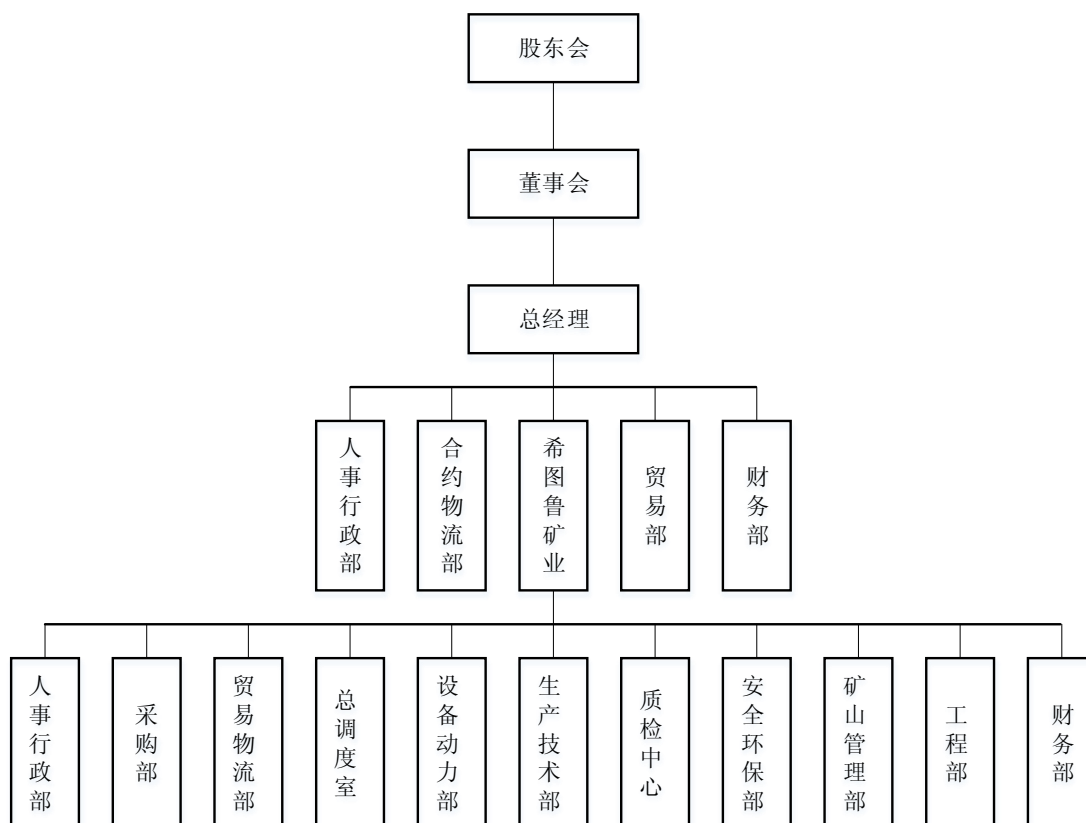 股东会
董事会
总经理
人事行政部
合约物流部
希图鲁矿业
贸易部
财务部
人事行政部
采购部
贸易物流部
总调度室
设备动力部
生产技术部
质检中心
安全环保部
矿山管理部
工程部
财务部